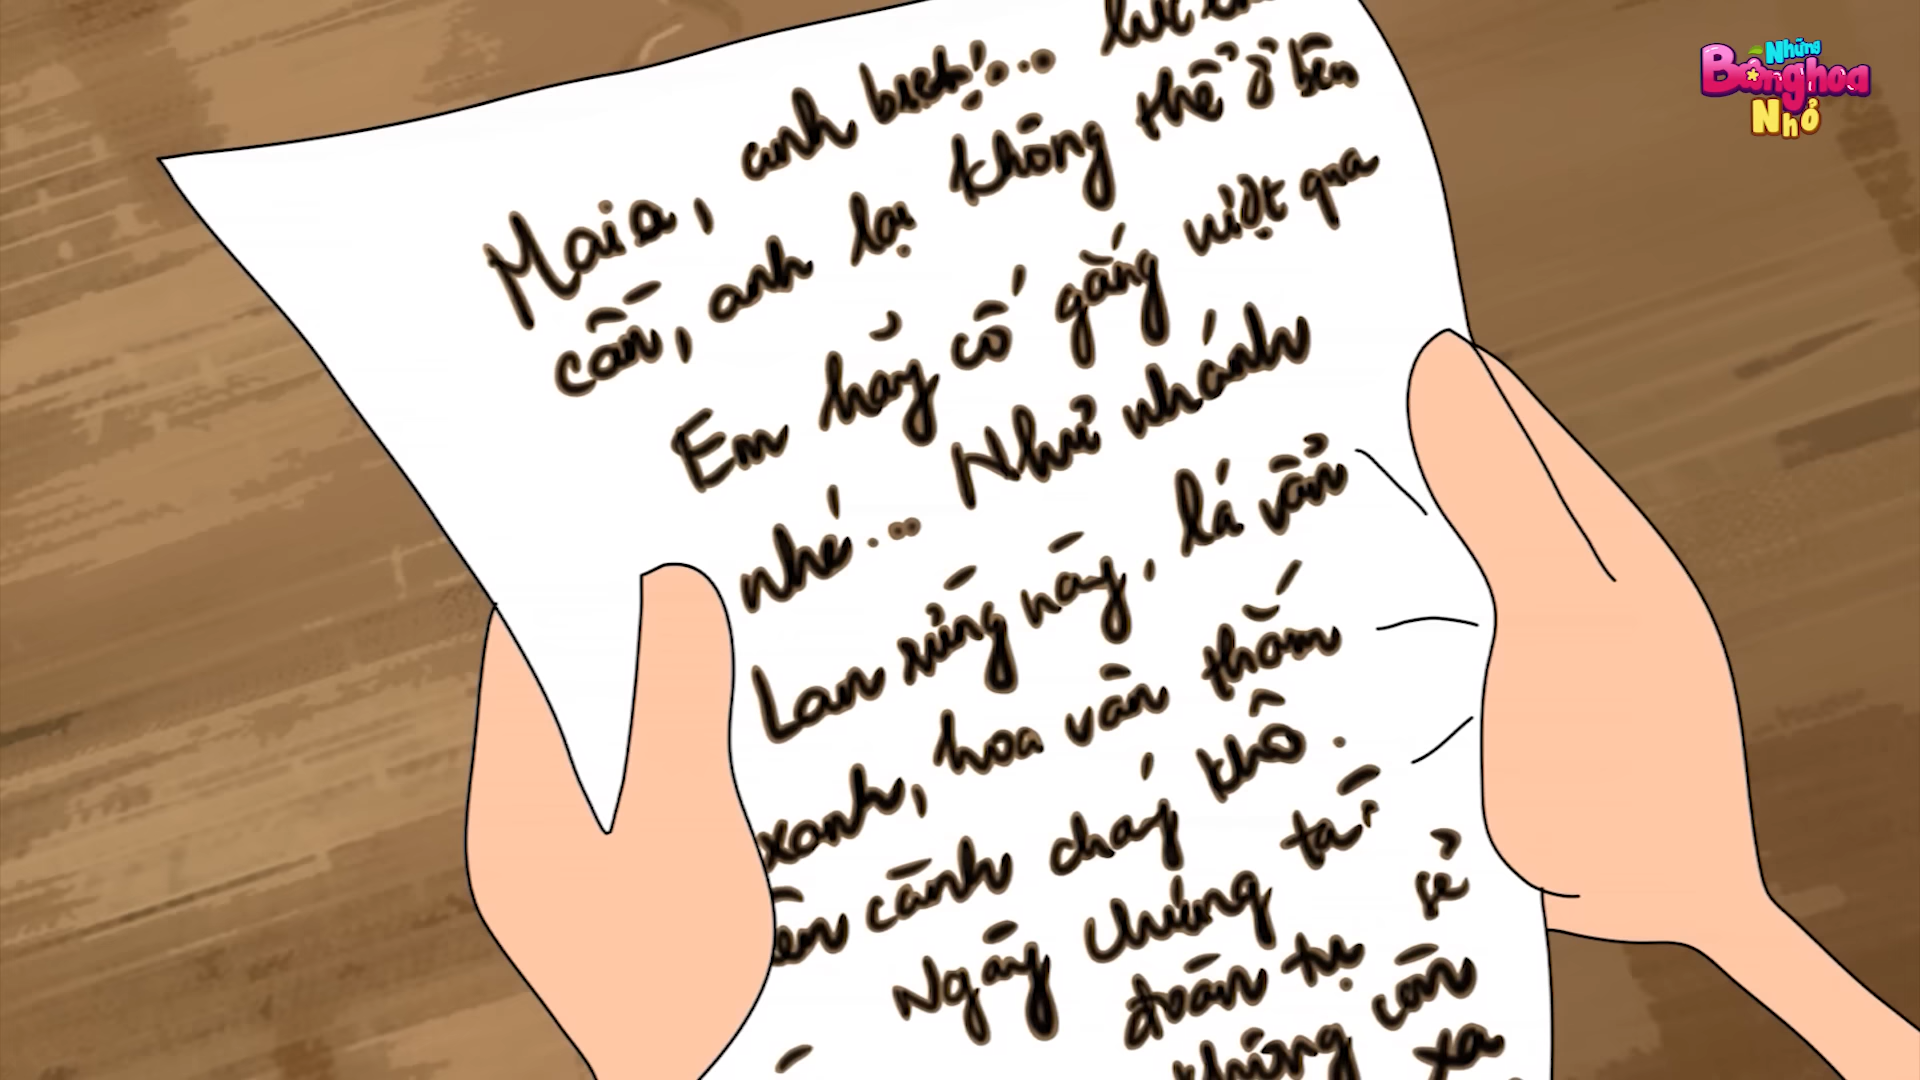 Maia, anh biết... lúc em
cần, anh lại không thể ở bên
Em hãy cố gắng vượt qua
nhé... Như nhánh
Lan rừng này, lá vẫn
xanh, hoa vẫn thắm
cành cháy khô.
Ngày chúng ta sẽ
đoàn tụ
không còn
xa
Những
Bông hoa
Nhỏ